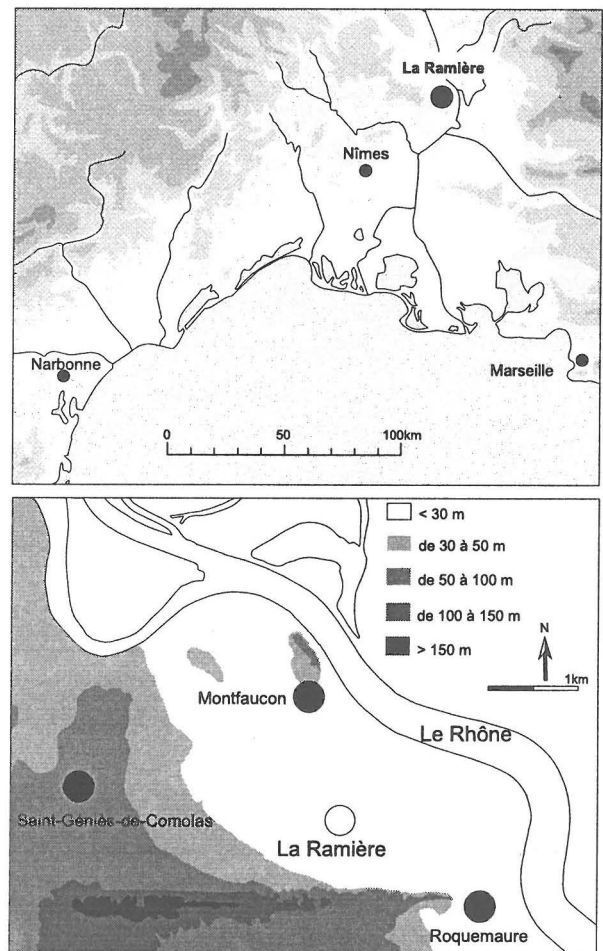 La Ramière
Nîmes
Narbonne
Marseille
0 50 100km
< 30 m
de 30 à 50 m
de 50 à 100 m
de 100 à 150 m
> 150 m
N
1km
Montfaucon
Le Rhône
Saint-Géniès-de-Comolas
La Ramière
Roquemaure